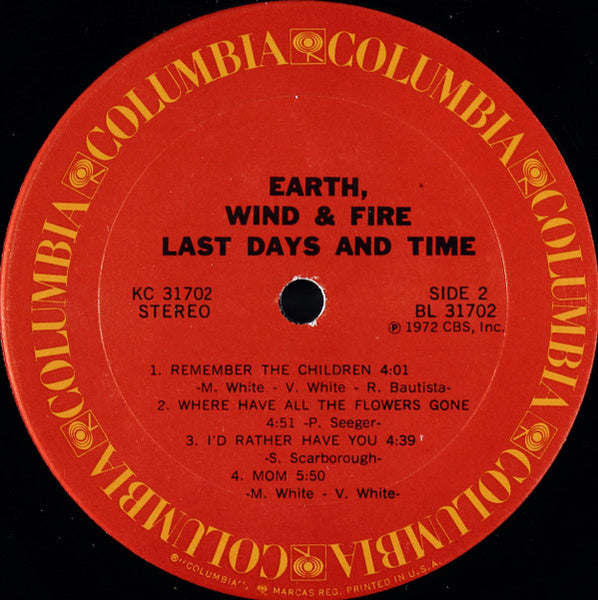 COLUMBIA COLUMBIA COLUMBIA COLUMBIA COLUMBIA COLUMBIA
EARTH,
WIND & FIRE
LAST DAYS AND TIME
KC 31702
STEREO
SIDE 2
BL 31702
℗ 1972 CBS, Inc.
1. REMEMBER THE CHILDREN 4:01
-M. White - V. White - R. Bautista-
2. WHERE HAVE ALL THE FLOWERS GONE
4:51 -P. Seeger-
3. I'D RATHER HAVE YOU 4:39
-S. Scarborough-
4. MOM 5:50
-M. White - V. White-
®"COLUMBIA", MARCAS REG. PRINTED IN U.S.A.